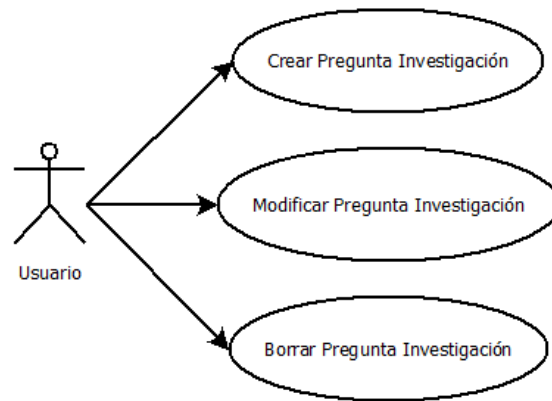 Crear Pregunta Investigación
Modificar Pregunta Investigación
Usuario
Borrar Pregunta Investigación